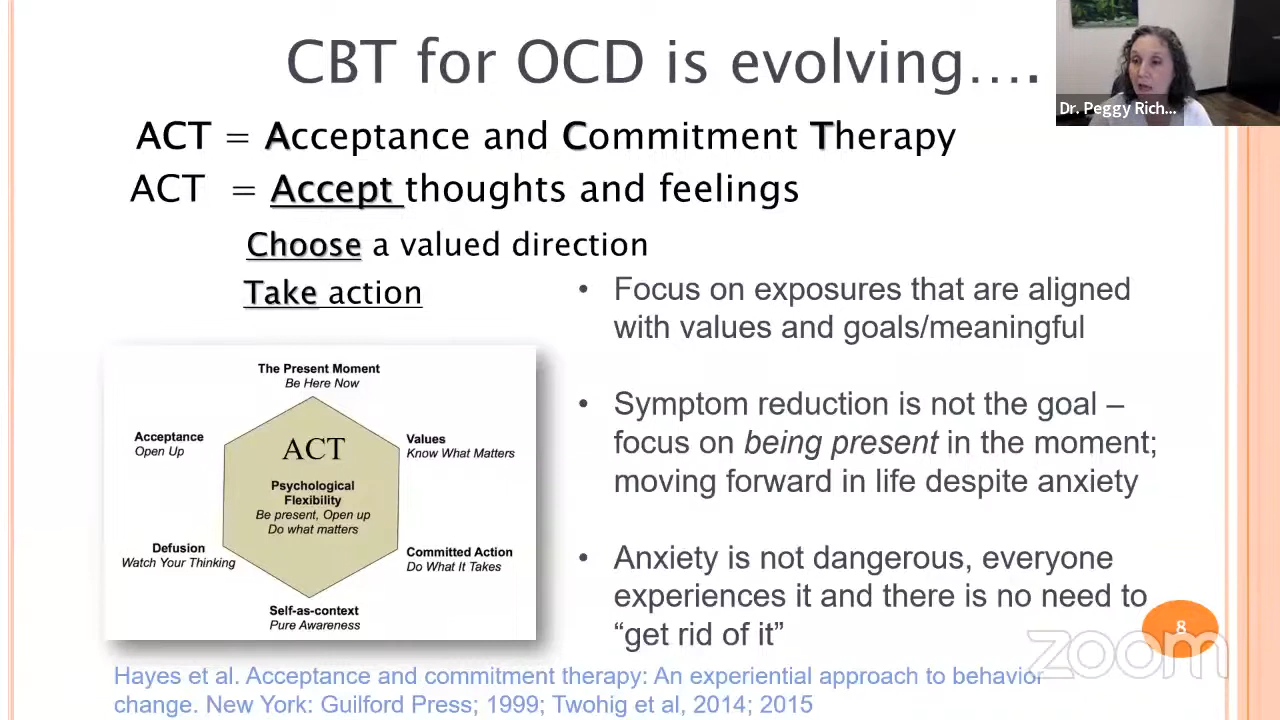 CBT for OCD is evolving….
Dr. Peggy Rich...
ACT = Acceptance and Commitment Therapy
ACT = Accept thoughts and feelings
Choose a valued direction
Take action
• Focus on exposures that are aligned
with values and goals/meaningful
• Symptom reduction is not the goal –
focus on being present in the moment;
moving forward in life despite anxiety
• Anxiety is not dangerous, everyone
experiences it and there is no need to
“get rid of it”
The Present Moment
Be Here Now
Acceptance
Open Up
Values
Know What Matters
ACT
Psychological
Flexibility
Be present, Open up
Do what matters
Defusion
Watch Your Thinking
Committed Action
Do What It Takes
Self-as-context
Pure Awareness
8
zoom
Hayes et al. Acceptance and commitment therapy: An experiential approach to behavior
change. New York: Guilford Press; 1999; Twohig et al, 2014; 2015